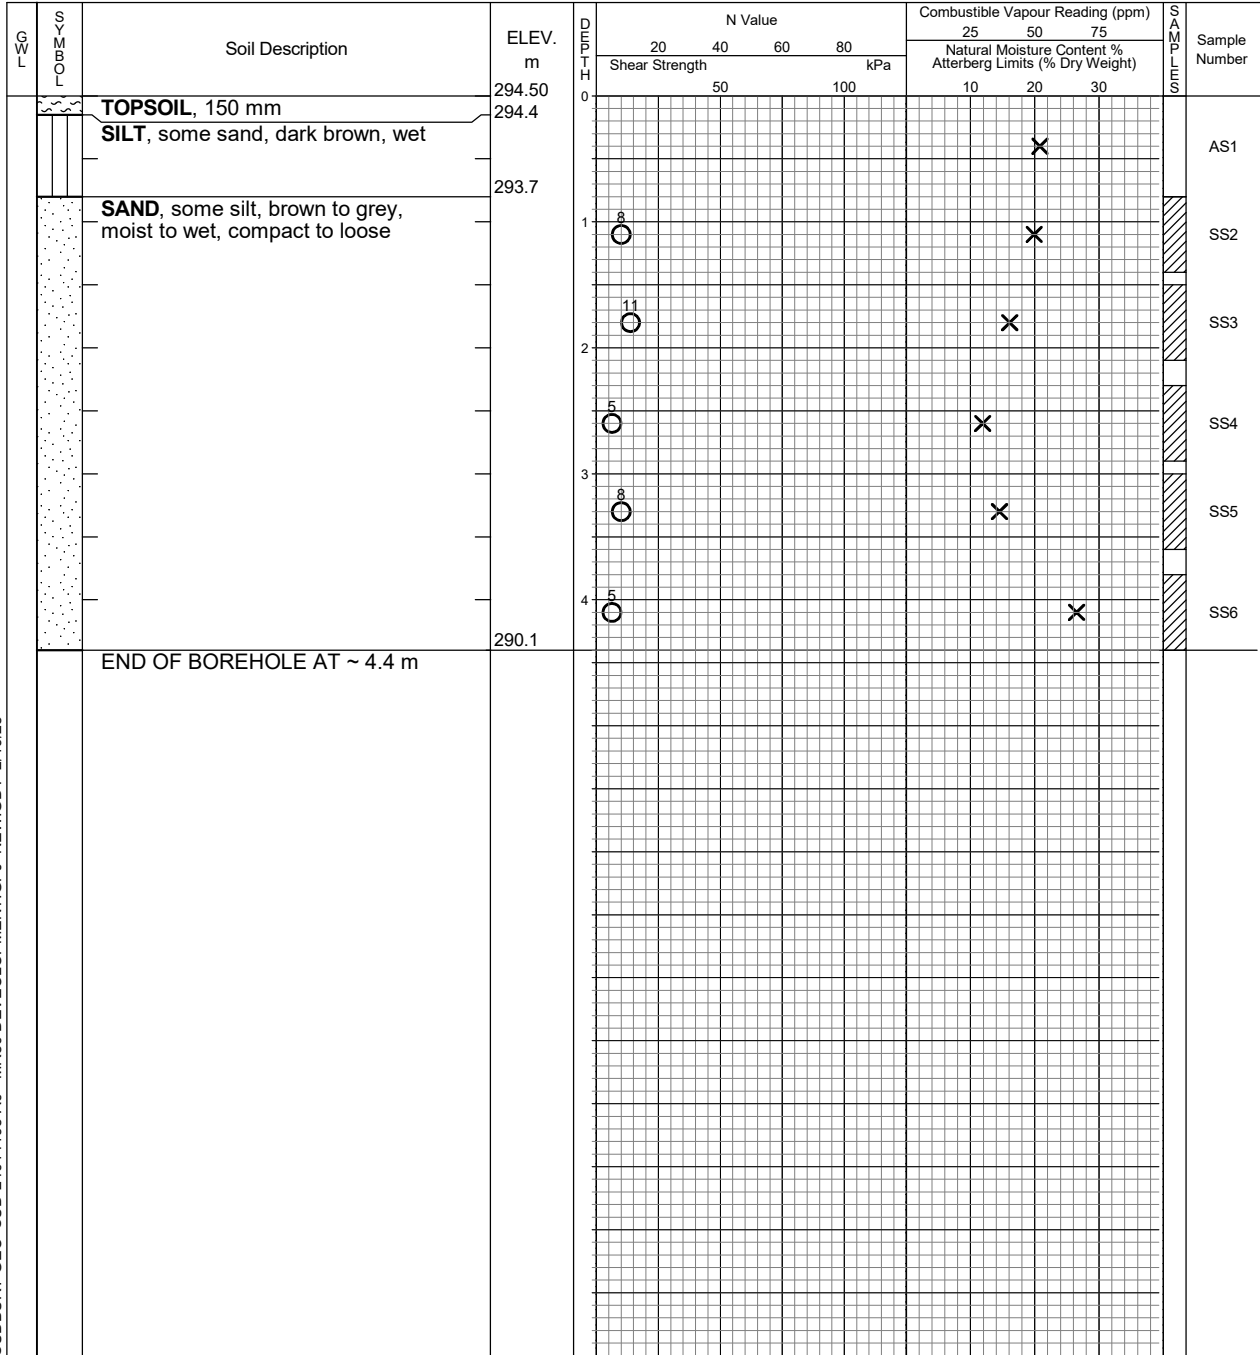 GWL
SYMBOL
Soil Description
ELEV.
m
DEPTH
N Value
20 40 60 80
Shear Strength kPa
50 100
Combustible Vapour Reading (ppm)
25 50 75
Natural Moisture Content %
Atterberg Limits (% Dry Weight)
10 20 30
SAMPLES
Sample
Number
294.50
0
TOPSOIL, 150 mm
294.4
SILT, some sand, dark brown, wet
AS1
293.7
SAND, some silt, brown to grey,
moist to wet, compact to loose
1
8
SS2
11
SS3
2
5
SS4
3
8
SS5
4
5
SS6
290.1
END OF BOREHOLE AT ~ 4.4 m